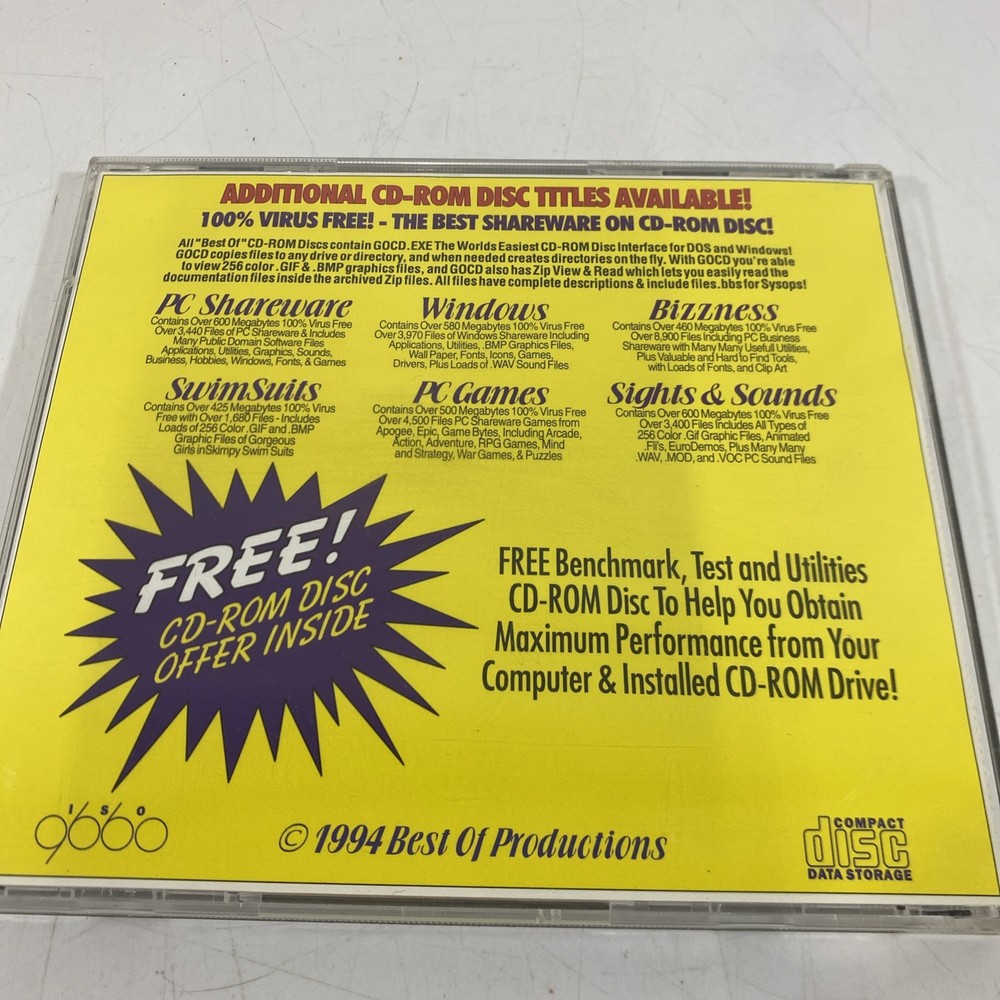 ADDITIONAL CD-ROM DISC TITLES AVAILABLE!
100% VIRUS FREE! - THE BEST SHAREWARE ON CD-ROM DISC!
All "Best Of" CD-ROM Discs contain GOCD.EXE The Worlds Easiest CD-ROM Disc Interface for DOS and Windows!
GOCD copies files to any drive or directory, and when needed creates directories on the fly. With GOCD you're able
to view 256 color .GIF & .BMP graphics files, and GOCD also has Zip View & Read which lets you easily read the
documentation files inside the archived Zip files. All files have complete descriptions & include files.bbs for Sysops!
PC Shareware
Contains Over 600 Megabytes 100% Virus Free
Over 3,440 Files of PC Shareware & Includes
Many Public Domain Software Files
Applications, Utilities, Graphics, Sounds,
Business, Hobbies, Windows, Fonts, & Games
Windows
Contains Over 580 Megabytes 100% Virus Free
Over 3,970 Files of Windows Shareware Including
Applications, Utilities, .BMP Graphics Files,
Wall Paper, Fonts, Icons, Games,
Drivers, Plus Loads of .WAV Sound Files
Bizzness
Contains Over 460 Megabytes 100% Virus Free
Over 8,900 Files Including PC Business
Shareware with Many Many Usefull Utilities,
Plus Valuable and Hard to Find Tools,
with Loads of Fonts, and Clip Art
SwimSuits
Contains Over 425 Megabytes 100% Virus
Free with Over 1,680 Files - Includes
Loads of 256 Color .GIF and .BMP
Graphic Files of Gorgeous
Girls inSkimpy Swim Suits
PC Games
Contains Over 500 Megabytes 100% Virus Free
Over 4,500 Files PC Shareware Games from
Apogee, Epic, Game Bytes, Including Arcade,
Action, Adventure, RPG Games, Mind
and Strategy, War Games, & Puzzles
Sights & Sounds
Contains Over 600 Megabytes 100% Virus Free
Over 3,400 Files Includes All Types of
256 Color .Gif Graphic Files, Animated
Fli's, EuroDemos, Plus Many Many
.WAV, .MOD, and .VOC PC Sound Files
FREE!
CD-ROM DISC
OFFER INSIDE
FREE Benchmark, Test and Utilities
CD-ROM Disc To Help You Obtain
Maximum Performance from Your
Computer & Installed CD-ROM Drive!
ISO
9660
© 1994 Best Of Productions
COMPACT
disc
DATA STORAGE